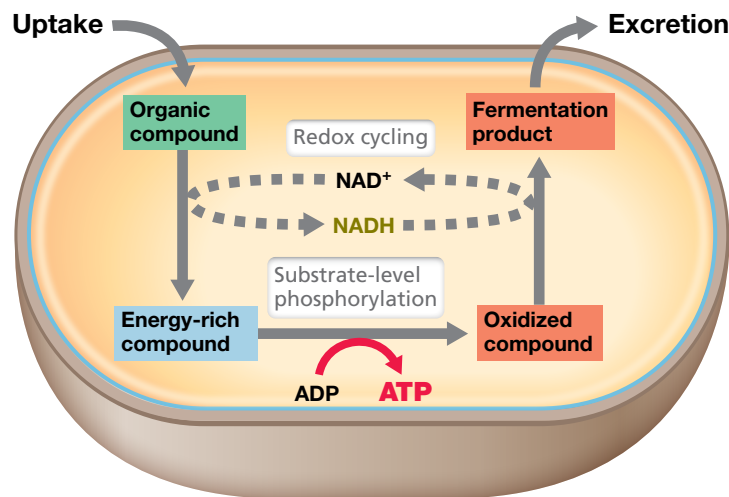 Uptake
Excretion
Organic
compound
Redox cycling
Fermentation
product
NAD⁺
NADH
Substrate-level
phosphorylation
Energy-rich
compound
Oxidized
compound
ADP
ATP